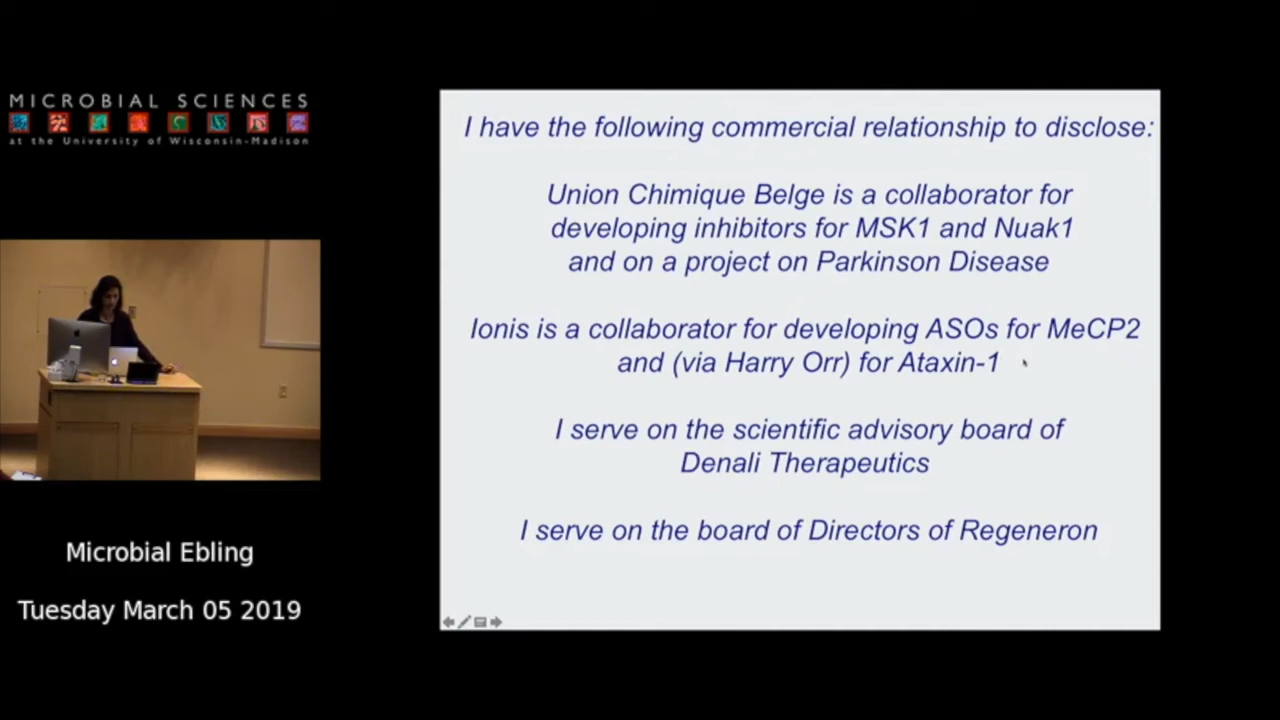 MICROBIAL SCIENCES
at the University of Wisconsin-Madison
I have the following commercial relationship to disclose:
Union Chimique Belge is a collaborator for
developing inhibitors for MSK1 and Nuak1
and on a project on Parkinson Disease
Ionis is a collaborator for developing ASOs for MeCP2
and (via Harry Orr) for Ataxin-1
I serve on the scientific advisory board of
Denali Therapeutics
I serve on the board of Directors of Regeneron
Microbial Ebling
Tuesday March 05 2019